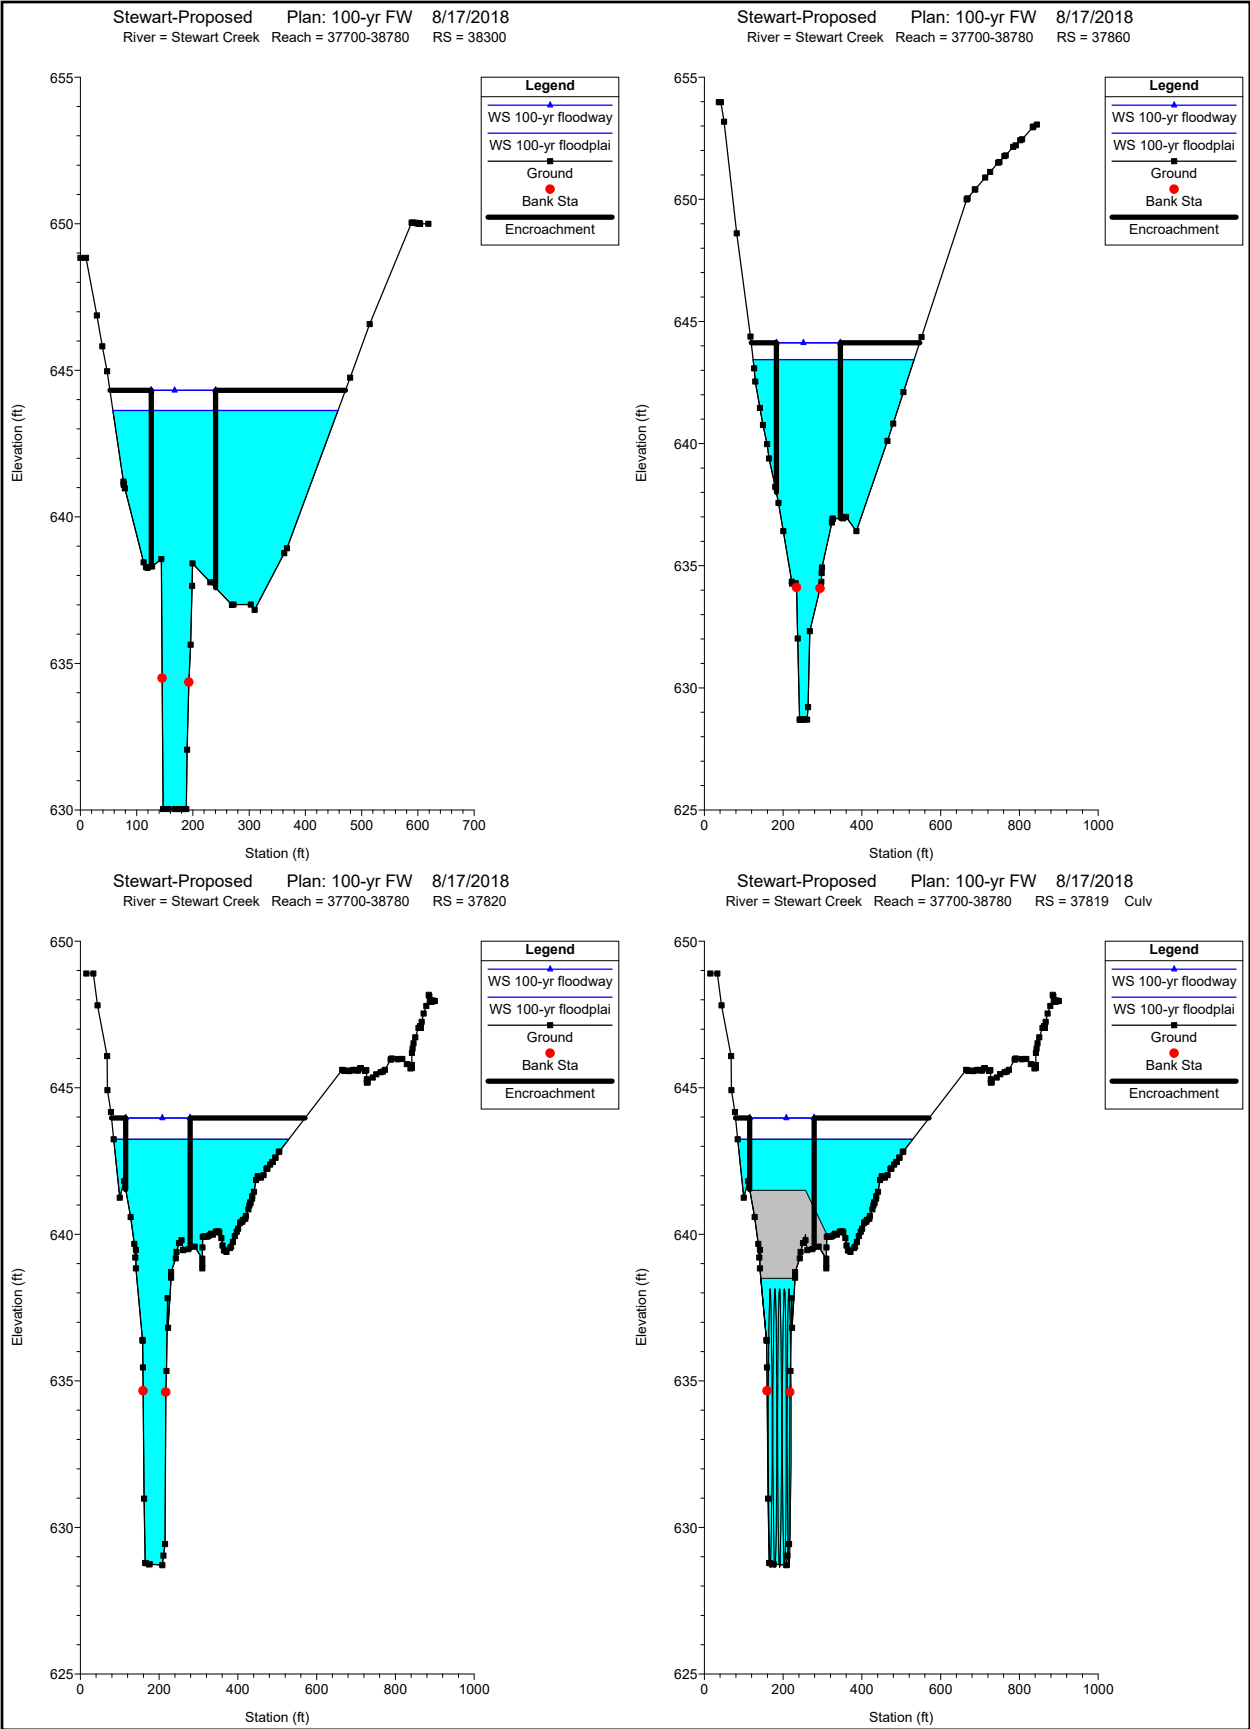 Stewart-Proposed Plan: 100-yr FW 8/17/2018
River = Stewart Creek Reach = 37700-38780 RS = 38300
655
650
645
640
635
630
0 100 200 300 400 500 600 700
Station (ft)
Elevation (ft)
Legend
WS 100-yr floodway
WS 100-yr floodplai
Ground
Bank Sta
Encroachment
Stewart-Proposed Plan: 100-yr FW 8/17/2018
River = Stewart Creek Reach = 37700-38780 RS = 37860
655
650
645
640
635
630
625
0 200 400 600 800 1000
Station (ft)
Elevation (ft)
Legend
WS 100-yr floodway
WS 100-yr floodplai
Ground
Bank Sta
Encroachment
Stewart-Proposed Plan: 100-yr FW 8/17/2018
River = Stewart Creek Reach = 37700-38780 RS = 37820
650
645
640
635
630
625
0 200 400 600 800 1000
Station (ft)
Elevation (ft)
Legend
WS 100-yr floodway
WS 100-yr floodplai
Ground
Bank Sta
Encroachment
Stewart-Proposed Plan: 100-yr FW 8/17/2018
River = Stewart Creek Reach = 37700-38780 RS = 37819 Culv
650
645
640
635
630
625
0 200 400 600 800 1000
Station (ft)
Elevation (ft)
Legend
WS 100-yr floodway
WS 100-yr floodplai
Ground
Bank Sta
Encroachment